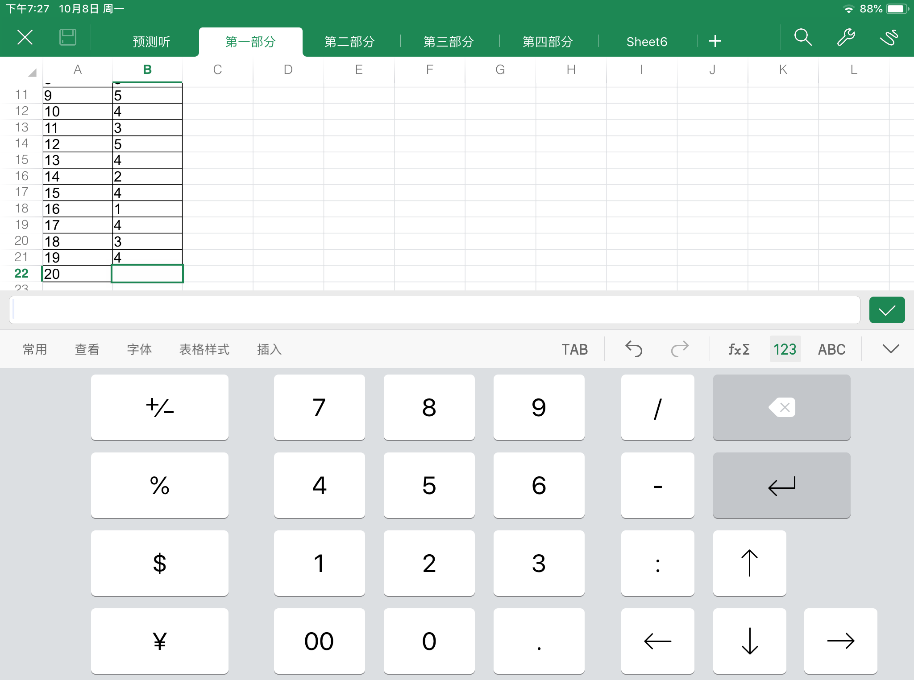 下午7:27 10月8日 周一 88%
预测听 第一部分 第二部分 第三部分 第四部分 Sheet6 +
A B C D E F G H I J K L
11 9 5
12 10 4
13 11 3
14 12 5
15 13 4
16 14 2
17 15 4
18 16 1
19 17 4
20 18 3
21 19 4
22 20
23
常用 查看 字体 表格样式 插入 TAB fxΣ 123 ABC
+/− 7 8 9 /
% 4 5 6 -
$ 1 2 3 : ↑
¥ 00 0 . ← ↓ →